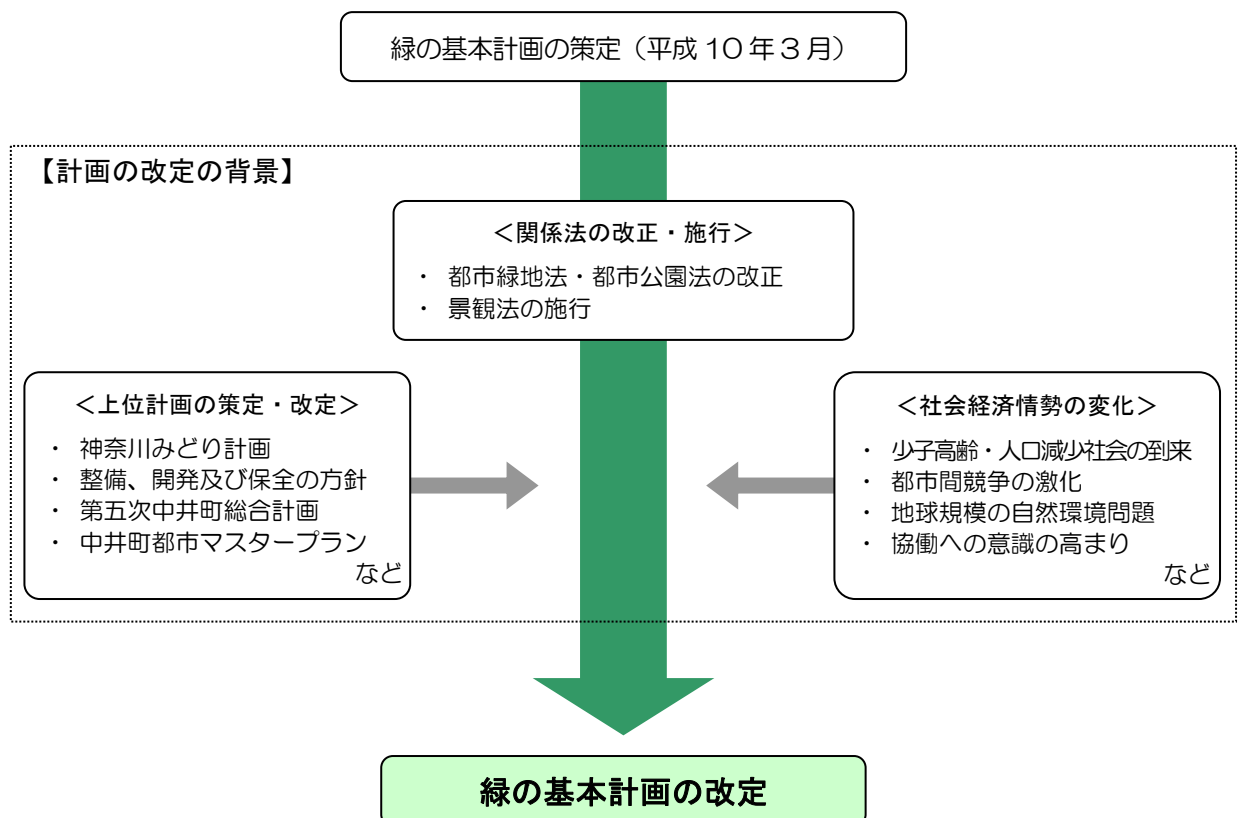 緑の基本計画の策定（平成10年3月）
【計画の改定の背景】
＜関係法の改正・施行＞
・ 都市緑地法・都市公園法の改正
・ 景観法の施行
＜上位計画の策定・改定＞
・ 神奈川みどり計画
・ 整備、開発及び保全の方針
・ 第五次中井町総合計画
・ 中井町都市マスタープラン
など
＜社会経済情勢の変化＞
・ 少子高齢・人口減少社会の到来
・ 都市間競争の激化
・ 地球規模の自然環境問題
・ 協働への意識の高まり
など
緑の基本計画の改定